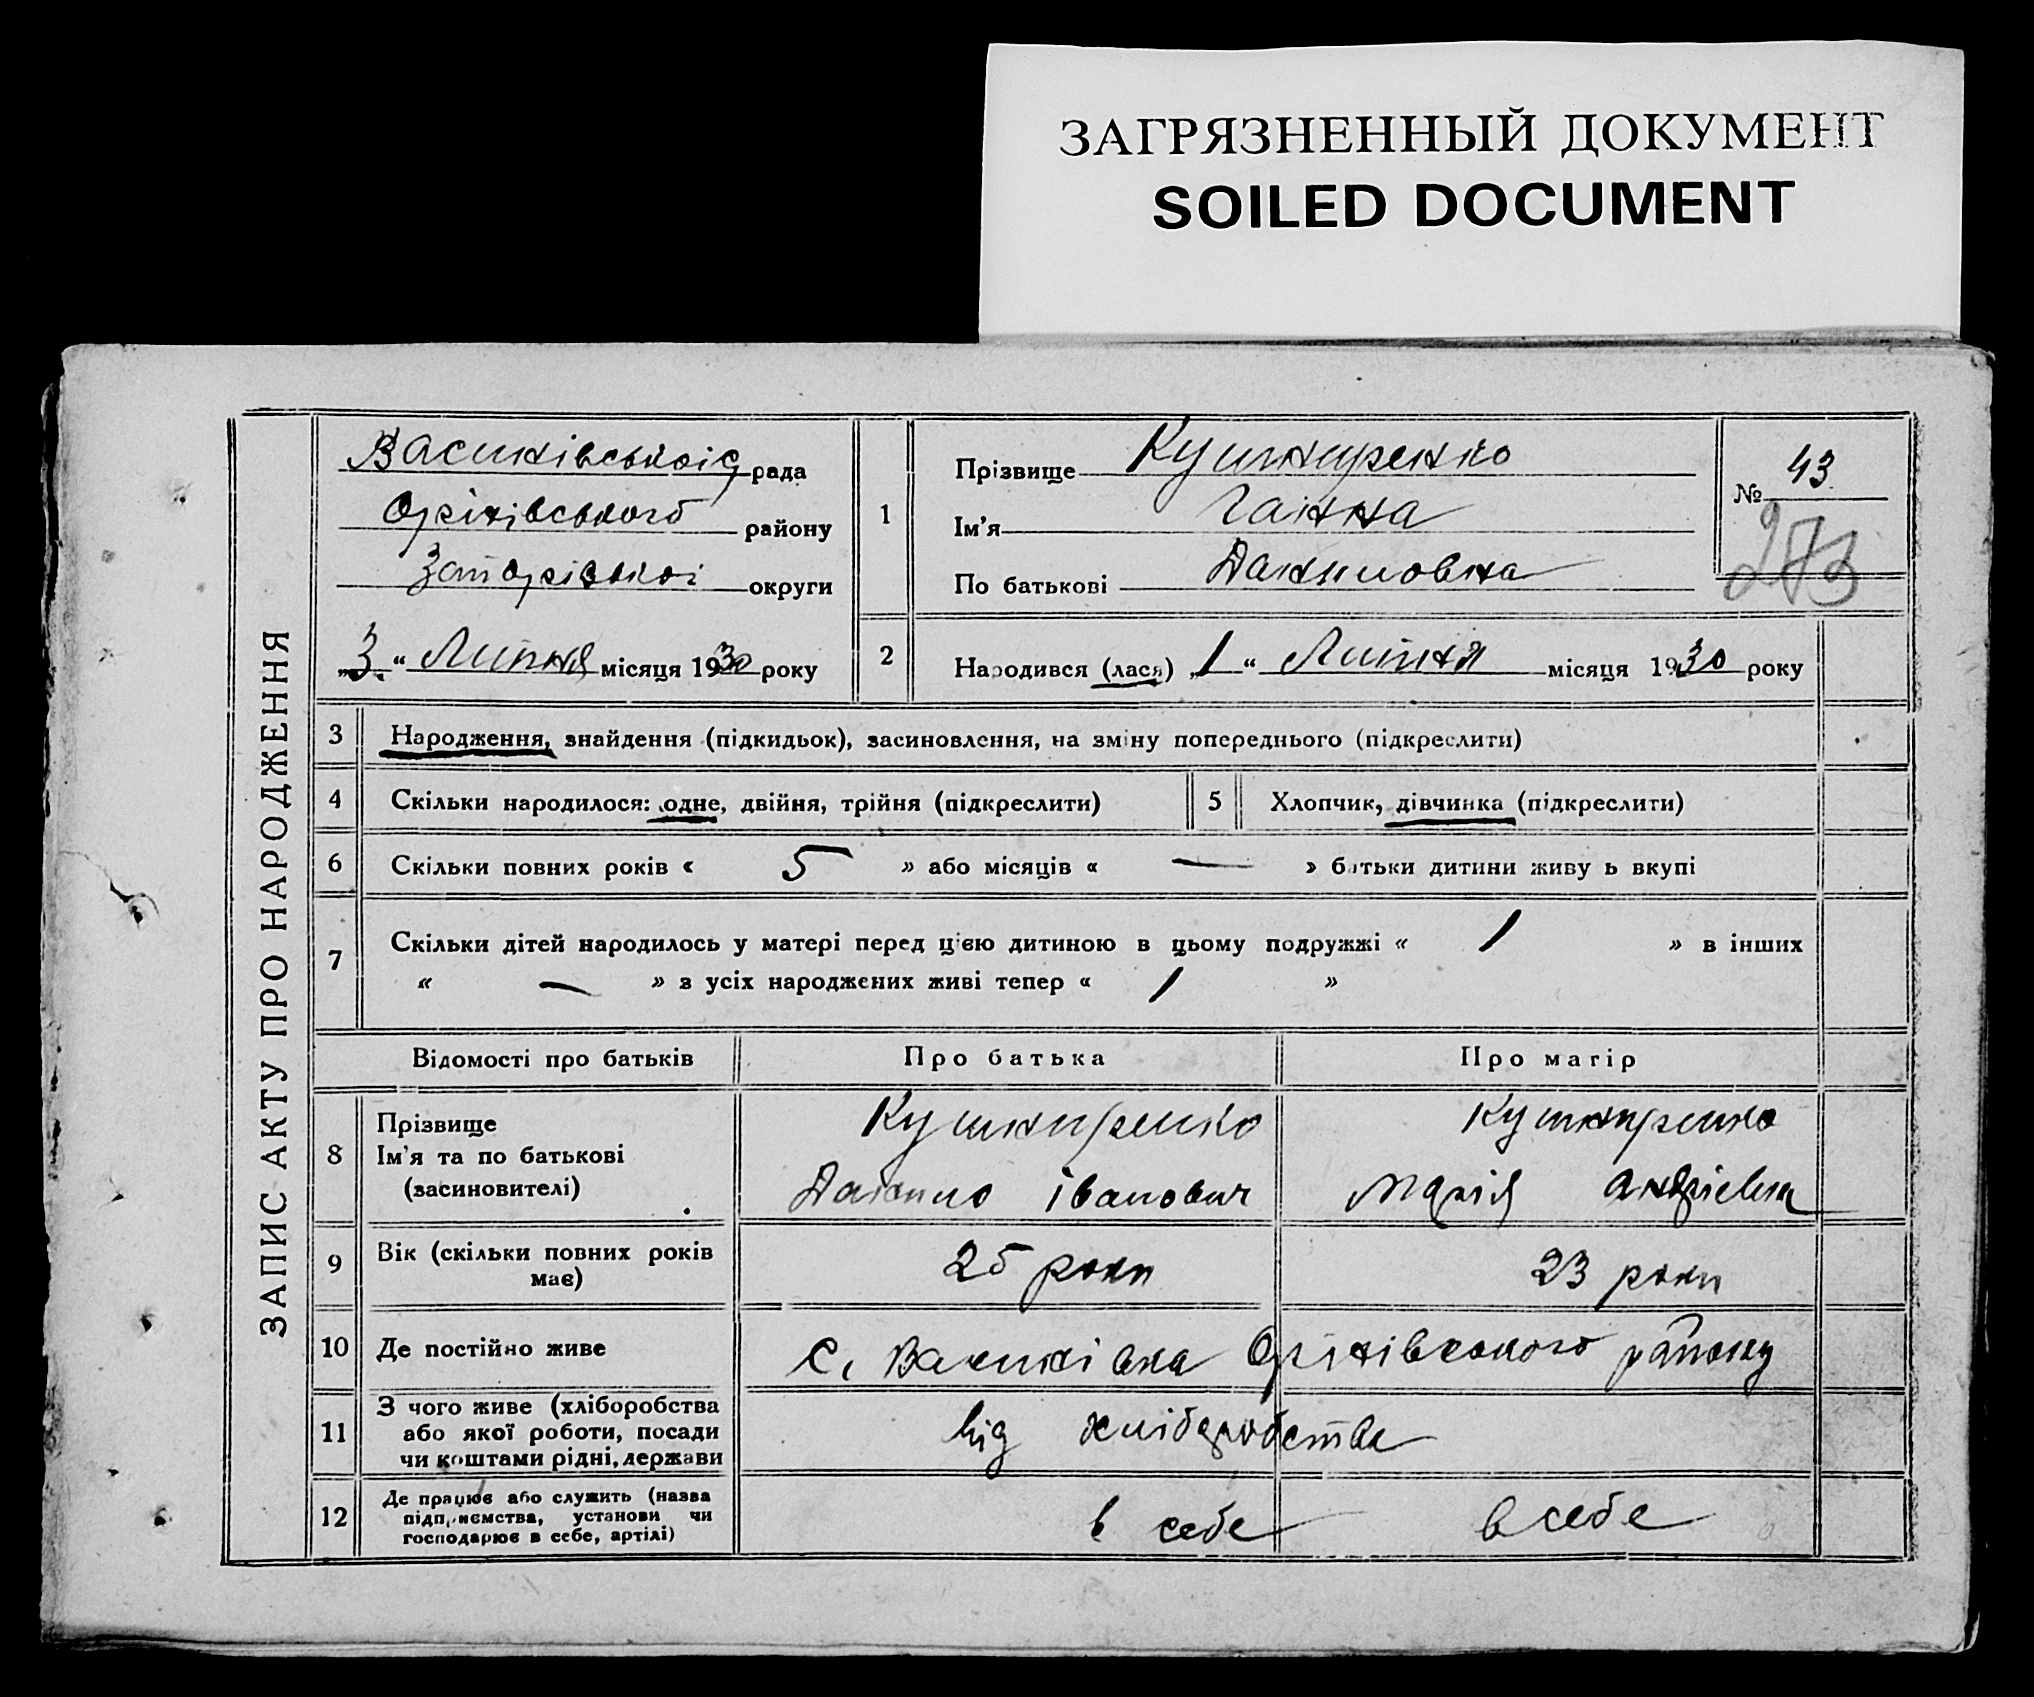 ЗАГРЯЗНЕННЫЙ ДОКУМЕНТ
SOILED DOCUMENT
ЗАПИС АКТУ ПРО НАРОДЖЕННЯ
Василівської с рада
Оріхівського району
Запорізької округи
„3“ Липня місяця 1930 року
1
Прізвище Кушниренко
Ім'я Ганна
По батькові Даниловна
№ 43
273
2
Народився (лася) „1“ Липня місяця 1930 року
3 Народження, знайдення (підкидьок), засиновлення, на зміну попереднього (підкреслити)
4 Скільки народилося: одне, двійня, трійня (підкреслити)
5 Хлопчик, дівчинка (підкреслити)
6 Скільки повних років « 5 » або місяців « — » батьки дитини живу ь вкупі
7 Скільки дітей народилось у матері перед цією дитиною в цьому подружжі « 1 » в інших
« — » з усіх народжених живі тепер « 1 »
Відомості про батьків Про батька Про матір
8 Прізвище
Ім'я та по батькові
(засиновителі)
Кушниренко
Данило Іванович
Кушниренко
Марія Андрієвна
9 Вік (скільки повних років
має)
25 роки
23 роки
10 Де постійно живе
с. Василівка Оріхівського району
11 З чого живе (хліборобства
або якої роботи, посади
чи коштами рідні, держави
від хліборобства
12 Де працює або служить (назва
підприємства, установи чи
господарює в себе, артілі)
в себе
в себе